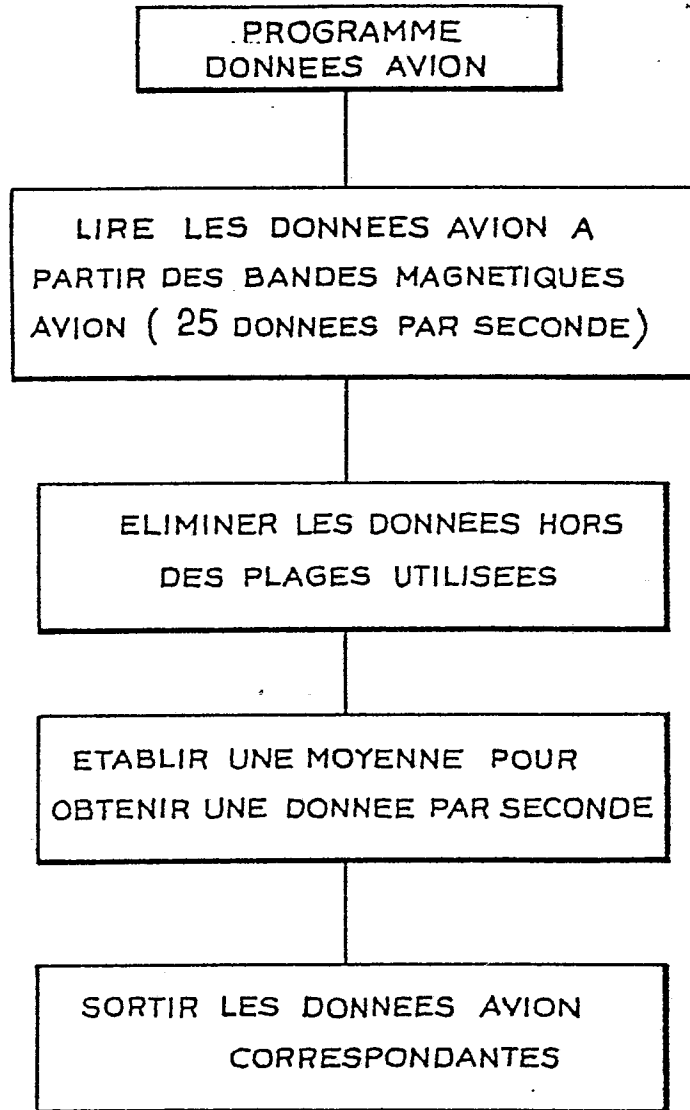 PROGRAMME
DONNEES AVION
LIRE LES DONNEES AVION A
PARTIR DES BANDES MAGNETIQUES
AVION ( 25 DONNEES PAR SECONDE)
ELIMINER LES DONNEES HORS
DES PLAGES UTILISEES
ETABLIR UNE MOYENNE POUR
OBTENIR UNE DONNEE PAR SECONDE
SORTIR LES DONNEES AVION
CORRESPONDANTES